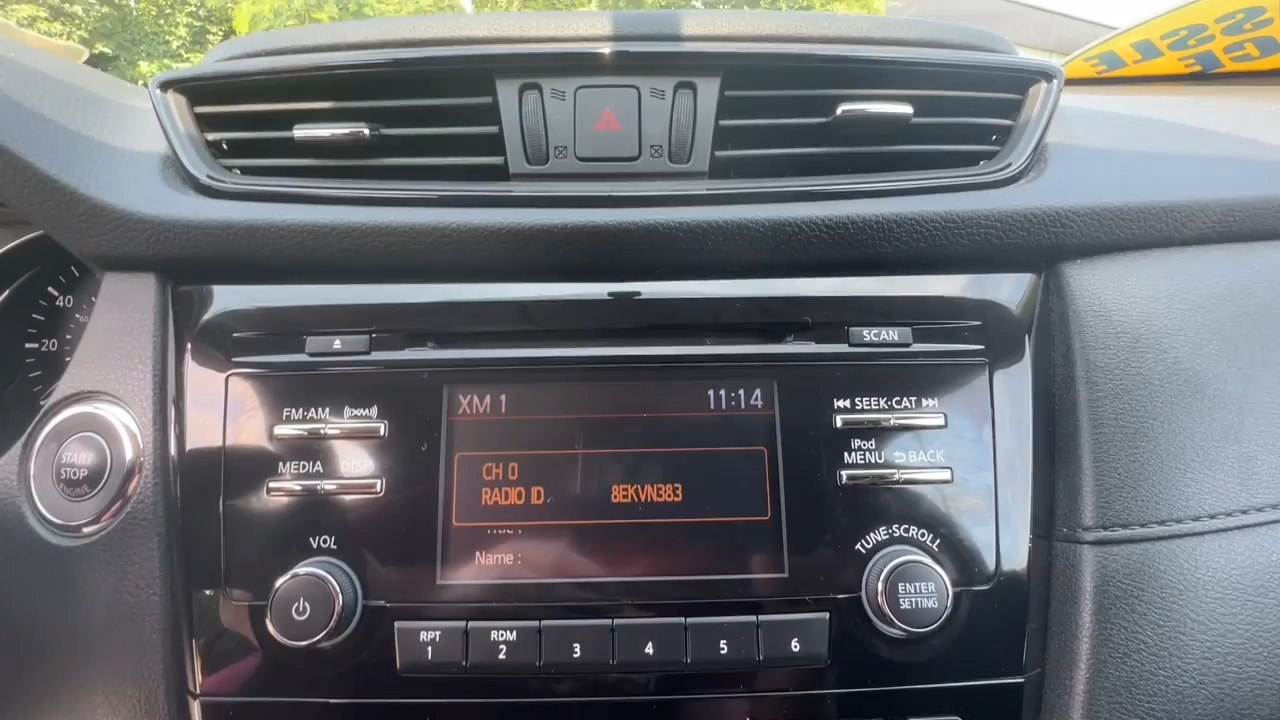 40
60
20
START
STOP
ENGINE
SCAN
FM·AM ((XM))
MEDIA DISP
VOL
XM 1 11:14
CH 0
RADIO ID 8EKVN383
Name :
SEEK·CAT
iPod
MENU BACK
TUNE·SCROLL
ENTER
SETTING
RPT
1
RDM
2
3
4
5
6